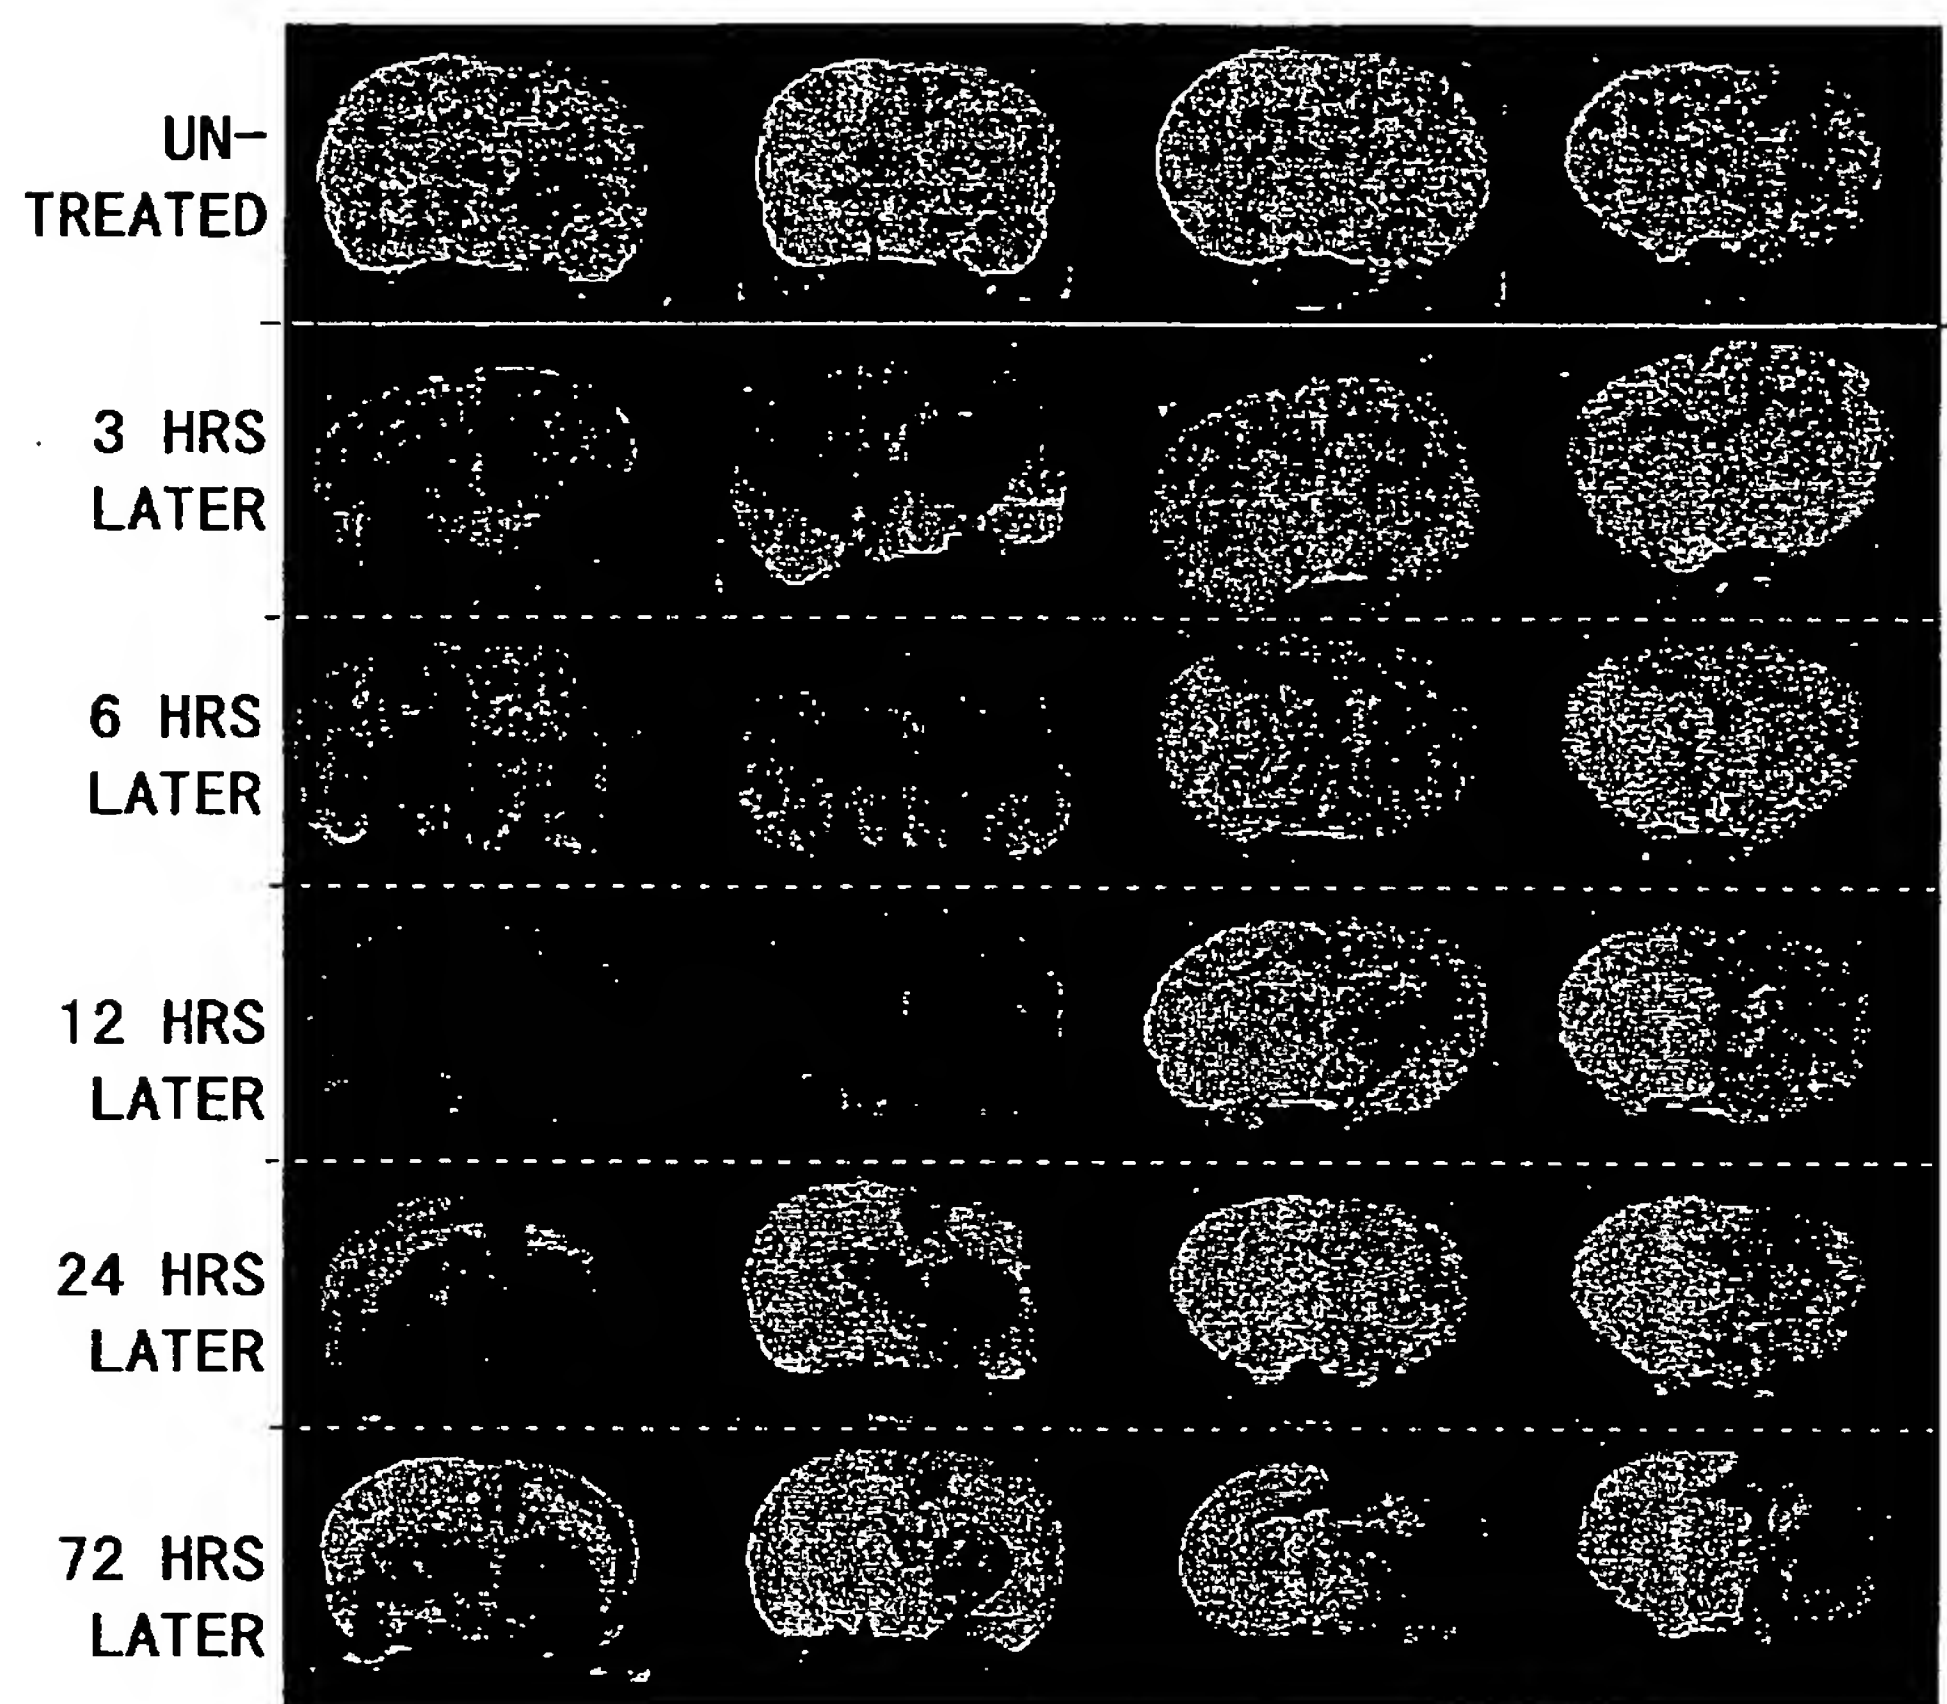 UN-
TREATED
3 HRS
LATER
6 HRS
LATER
12 HRS
LATER
24 HRS
LATER
72 HRS
LATER